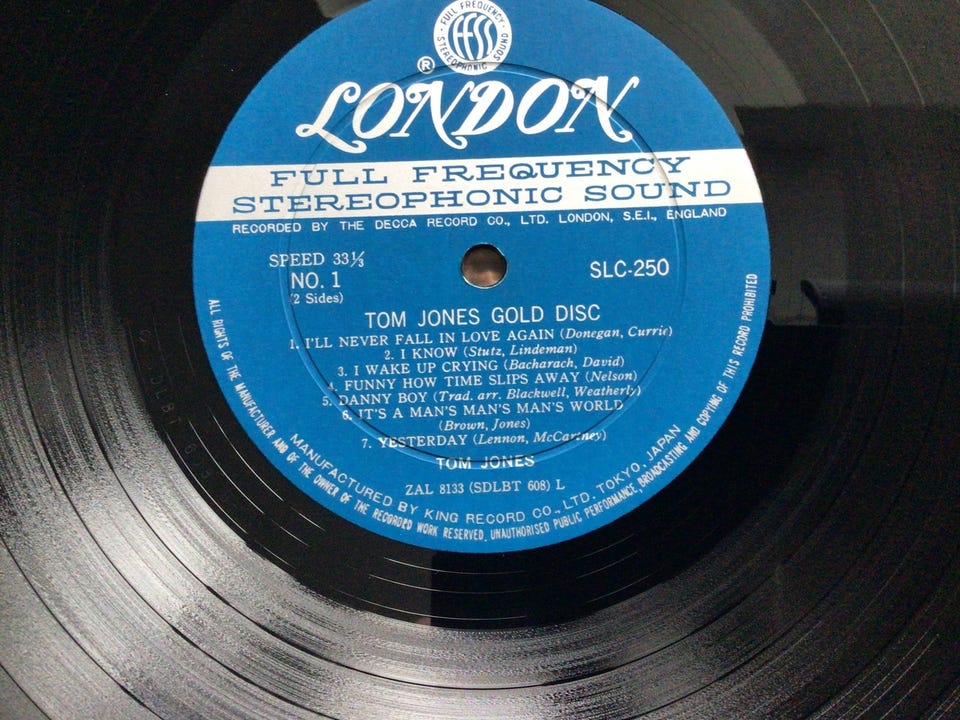 FULL FREQUENCY
ffss
STEREOPHONIC SOUND
®
LONDON
FULL FREQUENCY
STEREOPHONIC SOUND
RECORDED BY THE DECCA RECORD CO., LTD. LONDON, S.E.I., ENGLAND
SPEED 33⅓
NO. 1
(2 Sides)
SLC-250
TOM JONES GOLD DISC
1. I'LL NEVER FALL IN LOVE AGAIN (Donegan, Currie)
2. I KNOW (Stutz, Lindeman)
3. I WAKE UP CRYING (Bacharach, David)
4. FUNNY HOW TIME SLIPS AWAY (Nelson)
5. DANNY BOY (Trad. arr. Blackwell, Weatherly)
6. IT'S A MAN'S MAN'S MAN'S WORLD
(Brown, Jones)
7. YESTERDAY (Lennon, McCartney)
TOM JONES
ZAL 8133 (SDLBT 608) L
MANUFACTURED BY KING RECORD CO., LTD. TOKYO, JAPAN
ALL RIGHTS OF THE MANUFACTURER AND OF THE OWNER OF THE RECORDED WORK RESERVED. UNAUTHORISED PUBLIC PERFORMANCE, BROADCASTING AND COPYING OF THIS RECORD PROHIBITED